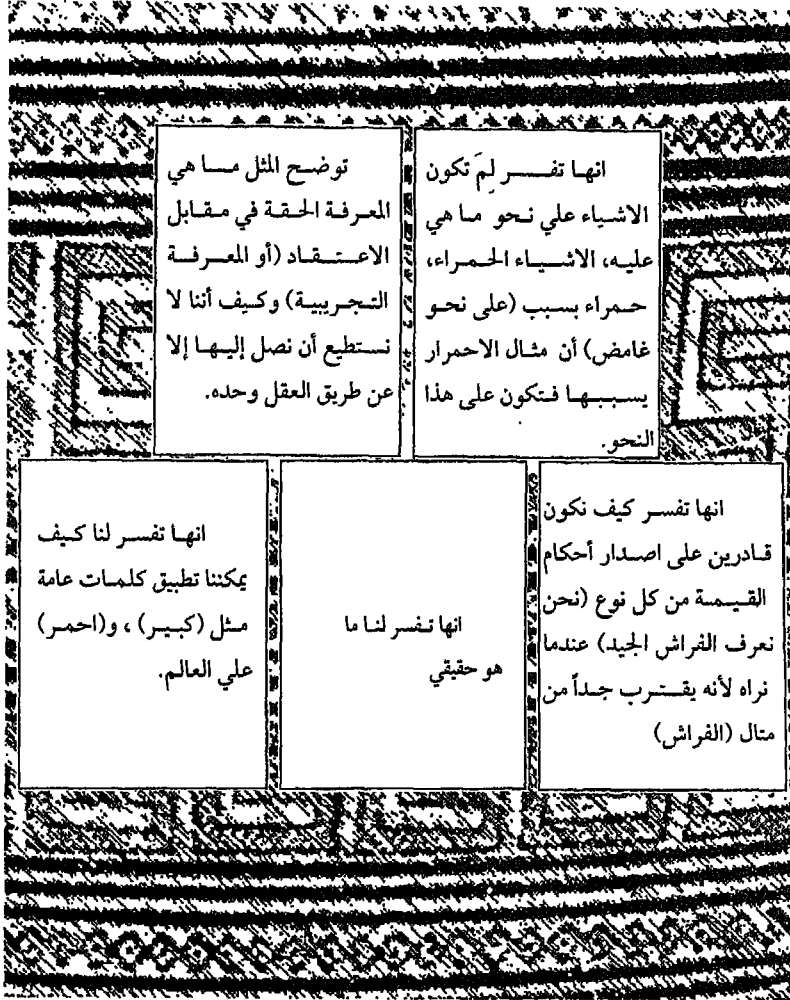 انها تفسر لِمَ تكون
الاشياء علي نحو ما هي
عليه، الاشياء الحمراء،
حمراء بسبب (على نحو
غامض) أن مثال الاحمرار
يسببها فتكون على هذا
النحو.
توضح المثل ما هي
المعرفة الحقة في مقابل
الاعتقاد (أو المعرفة
التجريبية) وكيف أننا لا
نستطيع أن نصل إليها إلا
عن طريق العقل وحده.
انها تفسر كيف نكون
قادرين على اصدار أحكام
القيمة من كل نوع (نحن
نعرف الفراش الجيد) عندما
نراه لأنه يقترب جداً من
متال (الفراش)
انها تفسر لنا ما
هو حقيقي
انها تفسر لنا كيف
يمكننا تطبيق كلمات عامة
مثل (كبير) ، و(احمر)
علي العالم.